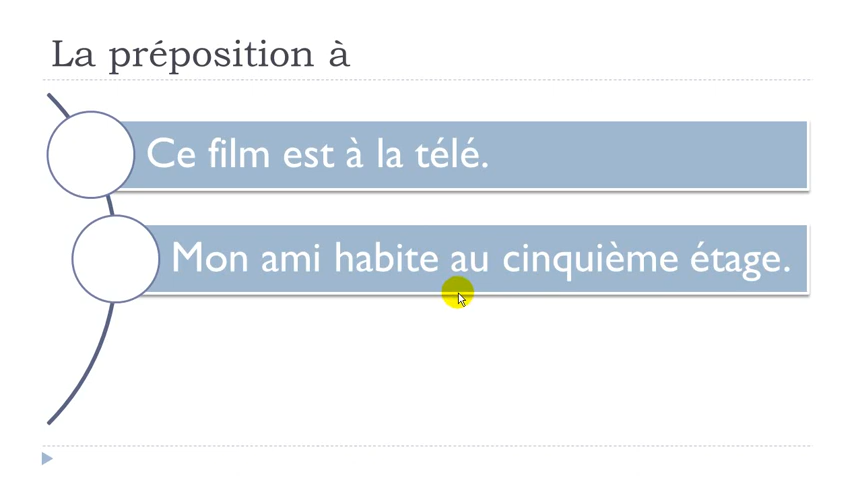 La préposition à
Ce film est à la télé.
Mon ami habite au cinquième étage.